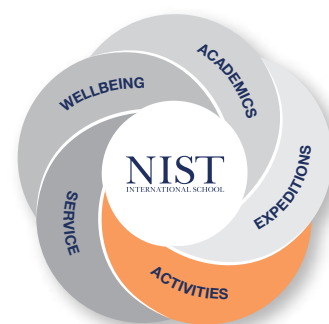 ACADEMICS
WELLBEING
NIST
INTERNATIONAL SCHOOL
EXPEDITIONS
SERVICE
ACTIVITIES